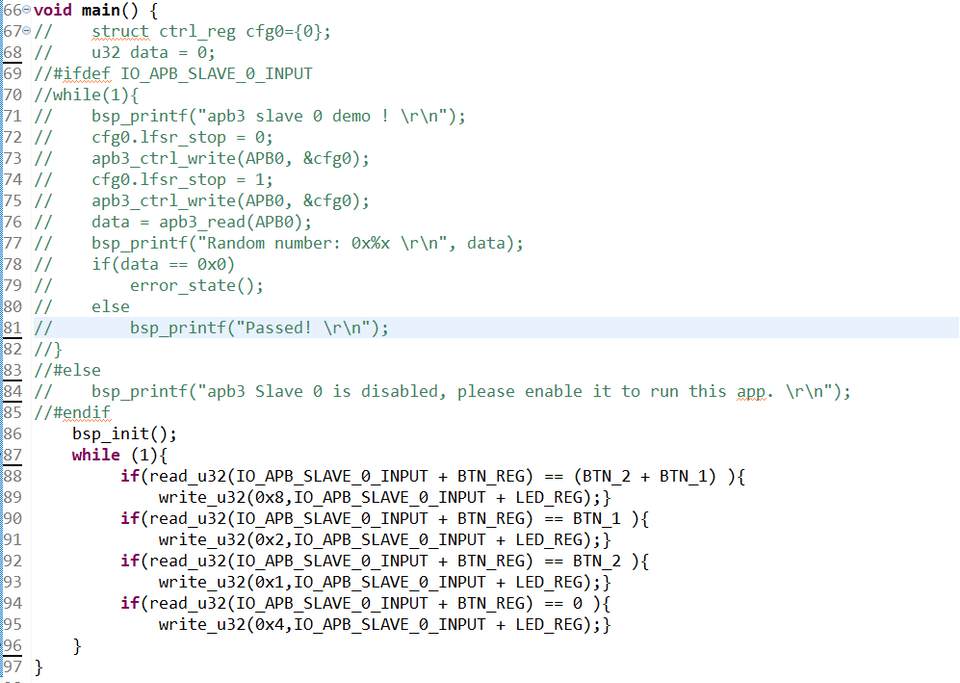 66 void main() {
67 //    struct ctrl_reg cfg0={0};
68 //    u32 data = 0;
69 //#ifdef IO_APB_SLAVE_0_INPUT
70 //while(1){
71 //    bsp_printf("apb3 slave 0 demo ! \r\n");
72 //    cfg0.lfsr_stop = 0;
73 //    apb3_ctrl_write(APB0, &cfg0);
74 //    cfg0.lfsr_stop = 1;
75 //    apb3_ctrl_write(APB0, &cfg0);
76 //    data = apb3_read(APB0);
77 //    bsp_printf("Random number: 0x%x \r\n", data);
78 //    if(data == 0x0)
79 //        error_state();
80 //    else
81 //        bsp_printf("Passed! \r\n");
82 //}
83 //#else
84 //    bsp_printf("apb3 Slave 0 is disabled, please enable it to run this app. \r\n");
85 //#endif
86     bsp_init();
87     while (1){
88          if(read_u32(IO_APB_SLAVE_0_INPUT + BTN_REG) == (BTN_2 + BTN_1) ){
89              write_u32(0x8,IO_APB_SLAVE_0_INPUT + LED_REG);}
90          if(read_u32(IO_APB_SLAVE_0_INPUT + BTN_REG) == BTN_1 ){
91              write_u32(0x2,IO_APB_SLAVE_0_INPUT + LED_REG);}
92          if(read_u32(IO_APB_SLAVE_0_INPUT + BTN_REG) == BTN_2 ){
93              write_u32(0x1,IO_APB_SLAVE_0_INPUT + LED_REG);}
94          if(read_u32(IO_APB_SLAVE_0_INPUT + BTN_REG) == 0 ){
95              write_u32(0x4,IO_APB_SLAVE_0_INPUT + LED_REG);}
96     }
97 }